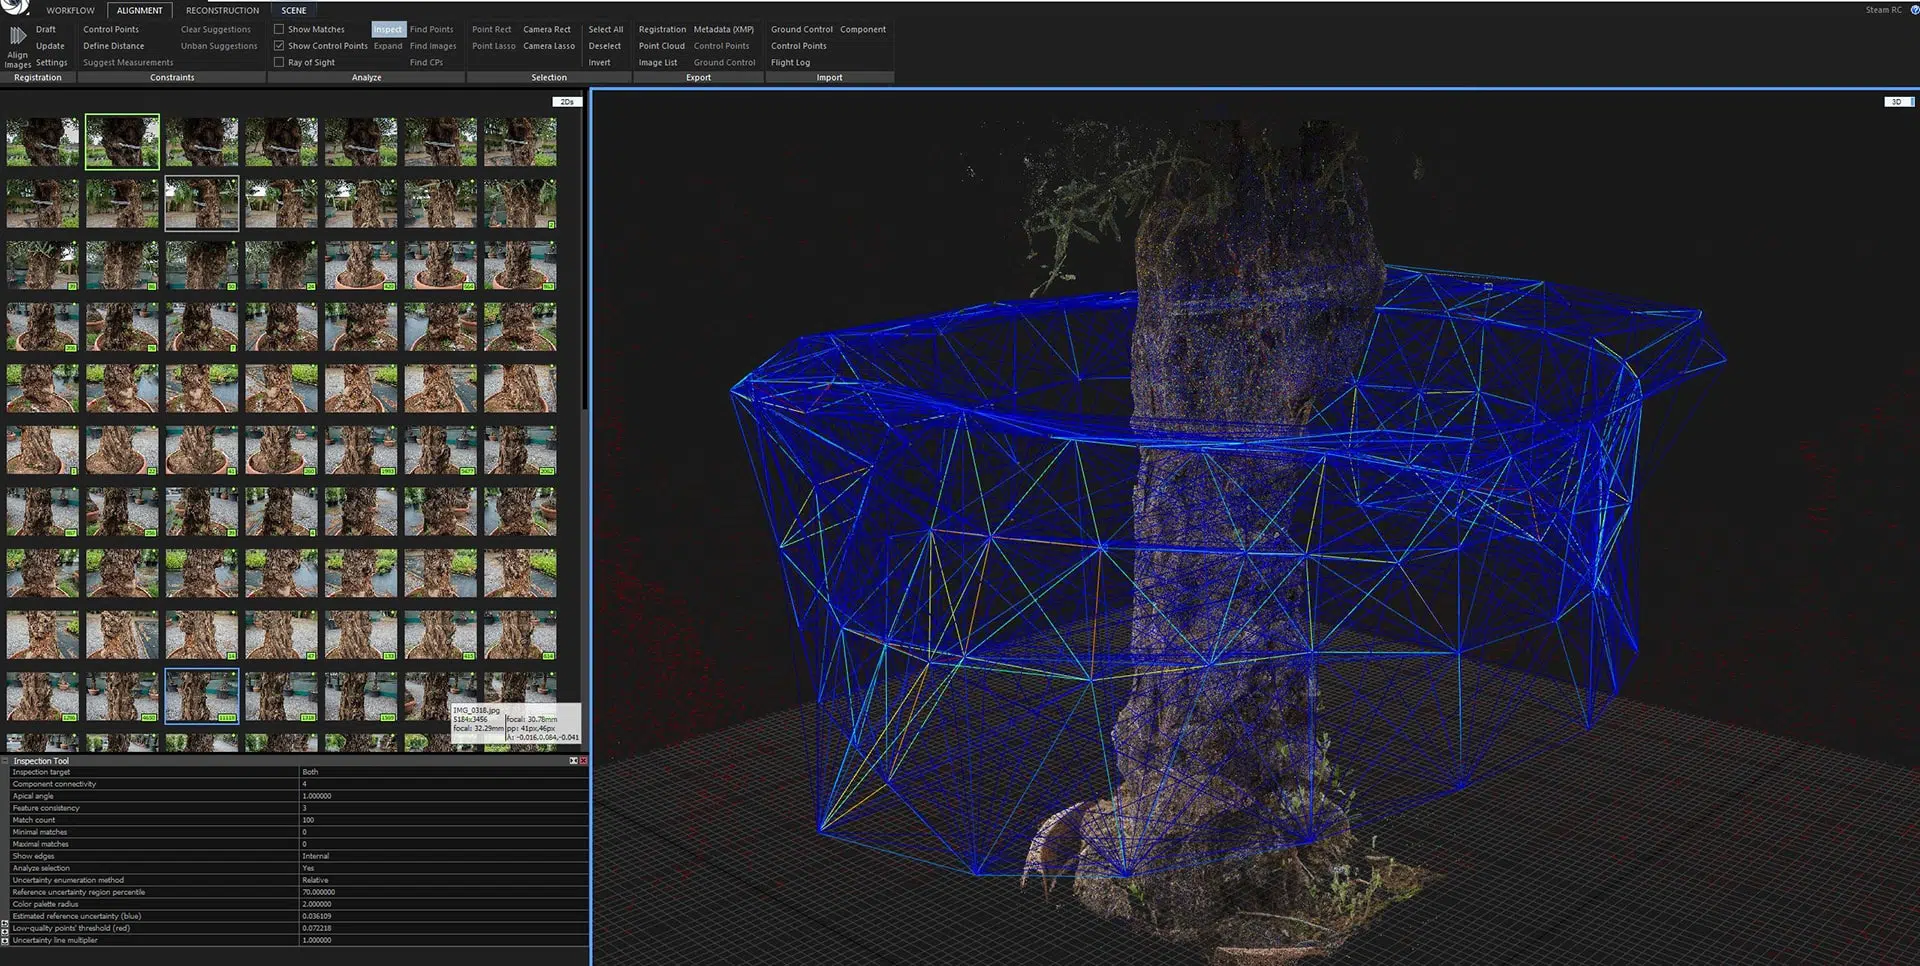 WORKFLOW ALIGNMENT RECONSTRUCTION SCENE
Steam RC
Align Images
Draft
Update
Settings
Registration
Control Points
Define Distance
Suggest Measurements
Clear Suggestions
Unban Suggestions
Constraints
Show Matches
Show Control Points
Ray of Sight
Inspect
Expand
Find Points
Find Images
Find CPs
Analyze
Point Rect
Point Lasso
Camera Rect
Camera Lasso
Select All
Deselect
Invert
Selection
Registration
Point Cloud
Image List
Metadata (XMP)
Control Points
Ground Control
Export
Ground Control
Control Points
Flight Log
Component
Import
2Ds
3D
IMG_0318.jpg
5184x3456 focal: 30.78mm
focal: 32.29mm pp: 41px,46px
-0.016,0.084,-0.041
Inspection Tool
Inspection target Both
Component connectivity 4
Apical angle 1.000000
Feature consistency 3
Match count 100
Minimal matches 0
Maximal matches 0
Show edges Internal
Analyze selection Yes
Uncertainty enumeration method Relative
Reference uncertainty region percentile 70.000000
Color palette radius 2.000000
Estimated reference uncertainty (blue) 0.036109
Low-quality points' threshold (red) 0.072218
Uncertainty line multiplier 1.000000